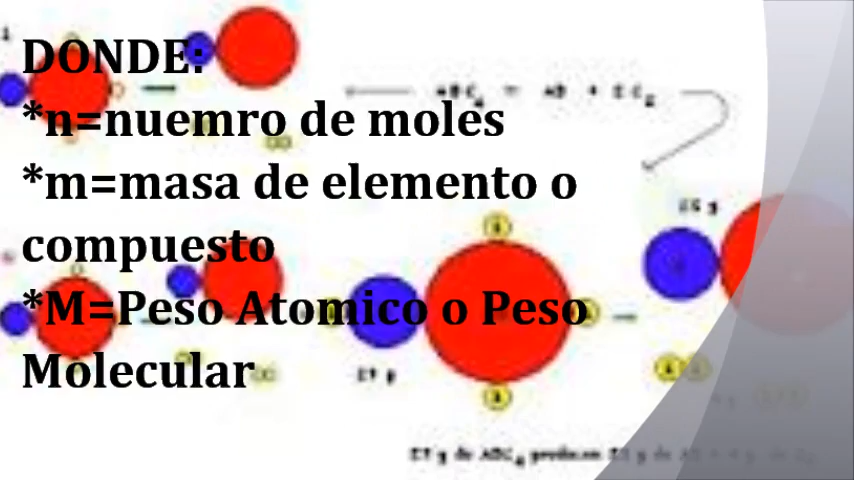 DONDE:
*n=nuemro de moles
*m=masa de elemento o
compuesto
*M=Peso Atomico o Peso
Molecular